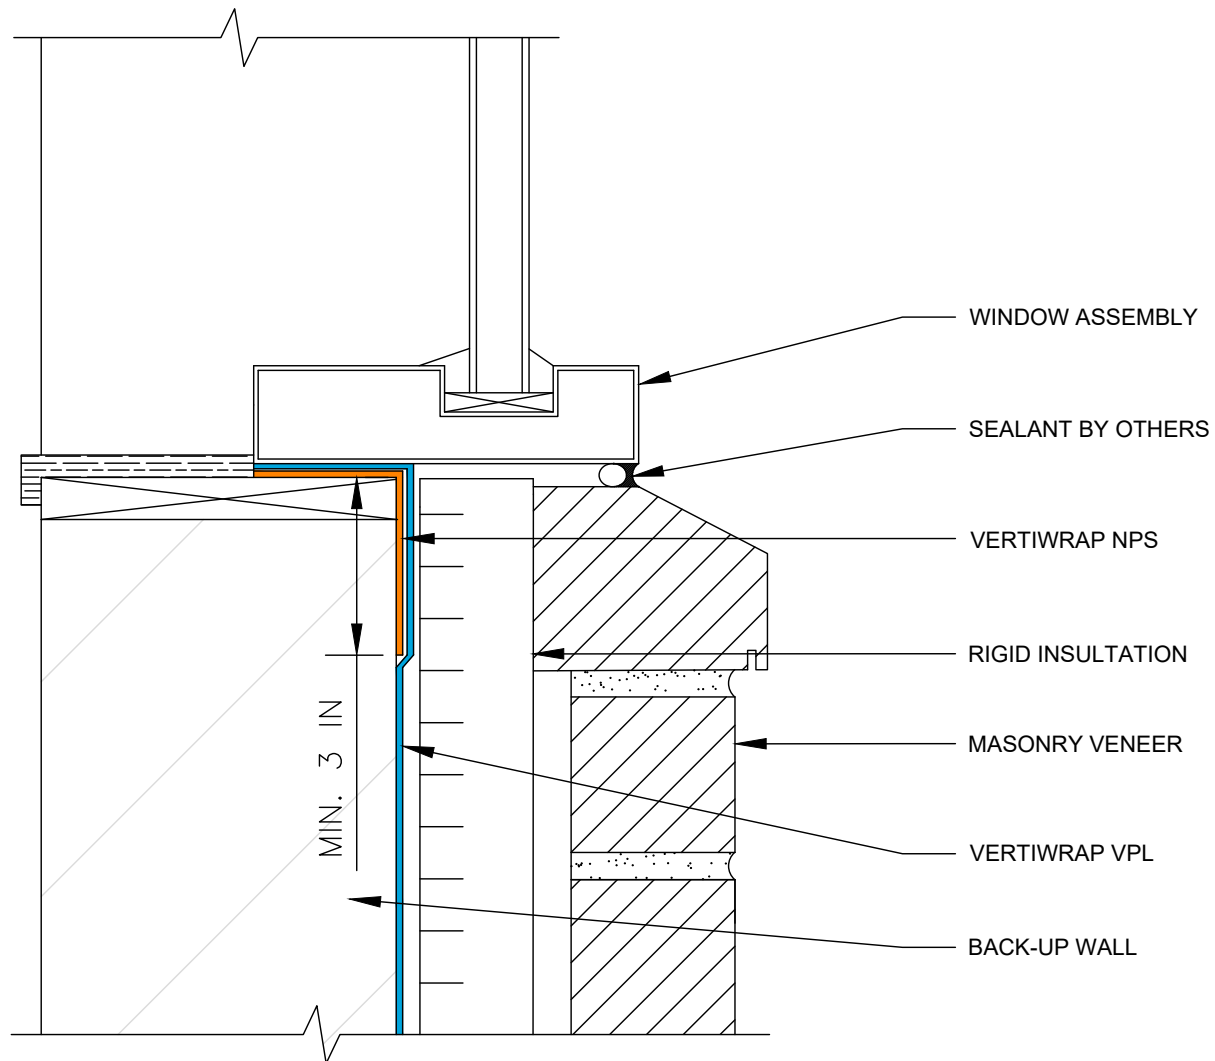 WINDOW ASSEMBLY
SEALANT BY OTHERS
VERTIWRAP NPS
RIGID INSULTATION
MIN. 3 IN
MASONRY VENEER
VERTIWRAP VPL
BACK-UP WALL